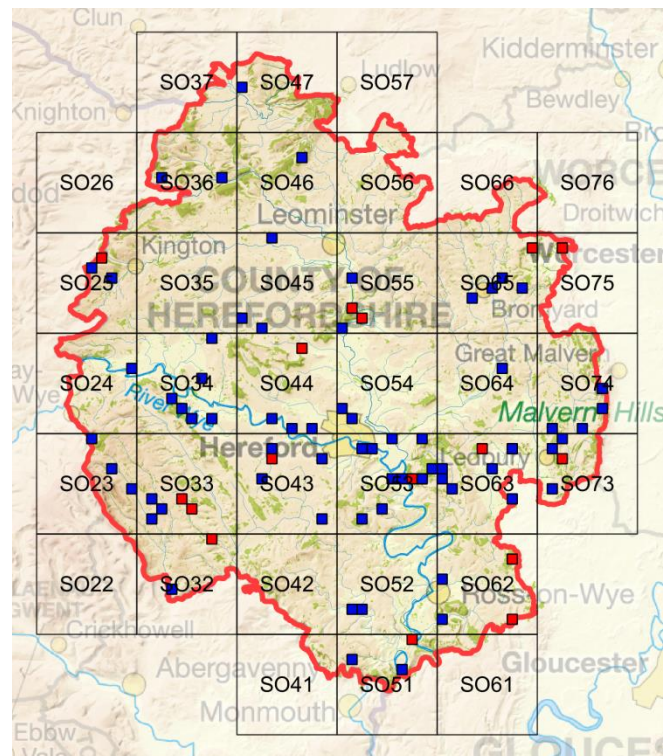 Clun
Kidderminster
SO37 SO47 SO57
Ludlow
Knighton
Bewdley
SO26 SO36 SO46 SO56 SO66 SO76
Leominster
Droitwich
Kington
Worcester
SO25 SO35 SO45 SO55 SO65 SO75
COUNTY OF
HEREFORDSHIRE
Bromyard
Great Malvern
SO24 SO34 SO44 SO54 SO64 SO74
River Wye
Malvern Hills
Hereford
Ledbury
SO23 SO33 SO43 SO53 SO63 SO73
SO22 SO32 SO42 SO52 SO62
Ross-on-Wye
Crickhowell
Abergavenny
Gloucester
SO41 SO51 SO61
Monmouth
Ebbw